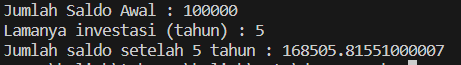 Jumlah Saldo Awal : 100000
Lamanya investasi (tahun) : 5
Jumlah saldo setelah 5 tahun : 168505.81551000007